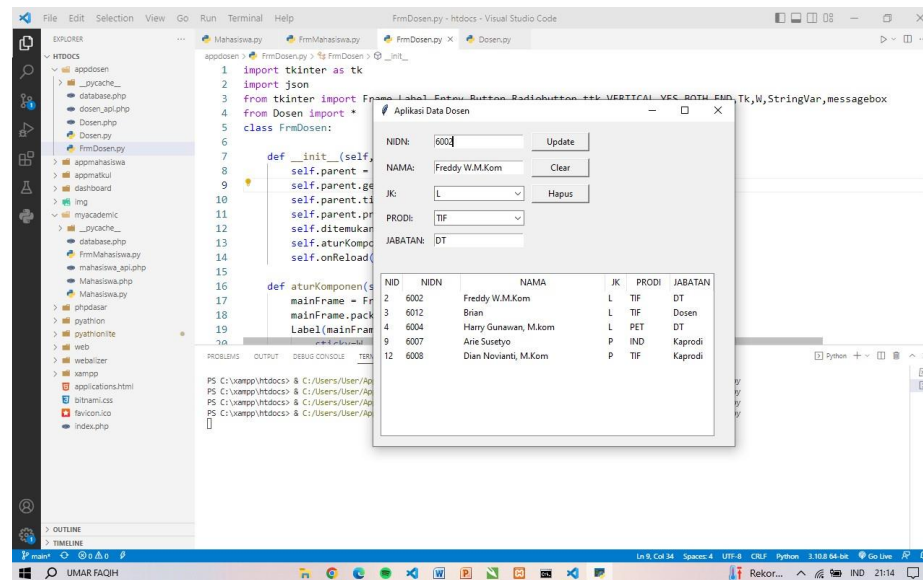 File Edit Selection View Go Run Terminal Help FrmDosen.py - htdocs - Visual Studio Code
EXPLORER
HTDOCS
appdosen
_pycache_
database.php
dosen_api.php
Dosen.php
Dosen.py
FrmDosen.py
appmahasiswa
appmatkul
dashboard
img
myacademic
_pycache_
database.php
FrmMahasiswa.py
mahasiswa_api.php
Mahasiswa.php
Mahasiswa.py
phpdasar
pyathion
pyathionlite
web
webalizer
xampp
applications.html
bitnami.css
favicon.ico
index.php
OUTLINE
TIMELINE
Mahasiswa.py FrmMahasiswa.py FrmDosen.py Dosen.py
appdosen > FrmDosen.py > FrmDosen > __init__
1 import tkinter as tk
2 import json
3 from tkinter import Frame,Label,Entry,Button,Radiobutton,ttk,VERTICAL,YES,BOTH,END,Tk,W,StringVar,messagebox
4 from Dosen import *
5 class FrmDosen:
6
7 def __init__(self,
8 self.parent =
9 self.parent.ge
10 self.parent.ti
11 self.parent.pr
12 self.ditemukan
13 self.aturKompo
14 self.onReload(
15
16 def aturKomponen(s
17 mainFrame = Fr
18 mainFrame.pack
19 Label(mainFram
20 sticky=W
Aplikasi Data Dosen
NIDN: 6002 Update
NAMA: Freddy W.M.Kom Clear
JK: L Hapus
PRODI: TIF
JABATAN: DT
NID NIDN NAMA JK PRODI JABATAN
2 6002 Freddy W.M.Kom L TIF DT
3 6012 Brian L TIF Dosen
4 6004 Harry Gunawan, M.kom L PET DT
9 6007 Arie Susetyo P IND Kaprodi
12 6008 Dian Novianti, M.Kom P TIF Kaprodi
PROBLEMS OUTPUT DEBUG CONSOLE TERM Python
PS C:\xampp\htdocs> & C:/Users/User/Ap
PS C:\xampp\htdocs> & C:/Users/User/Ap
PS C:\xampp\htdocs> & C:/Users/User/Ap
PS C:\xampp\htdocs> & C:/Users/User/Ap
main* 0 0 Ln 9, Col 34 Spaces: 4 UTF-8 CRLF Python 3.10.8 64-bit Go Live
UMAR FAQIH Rekor... IND 21:14